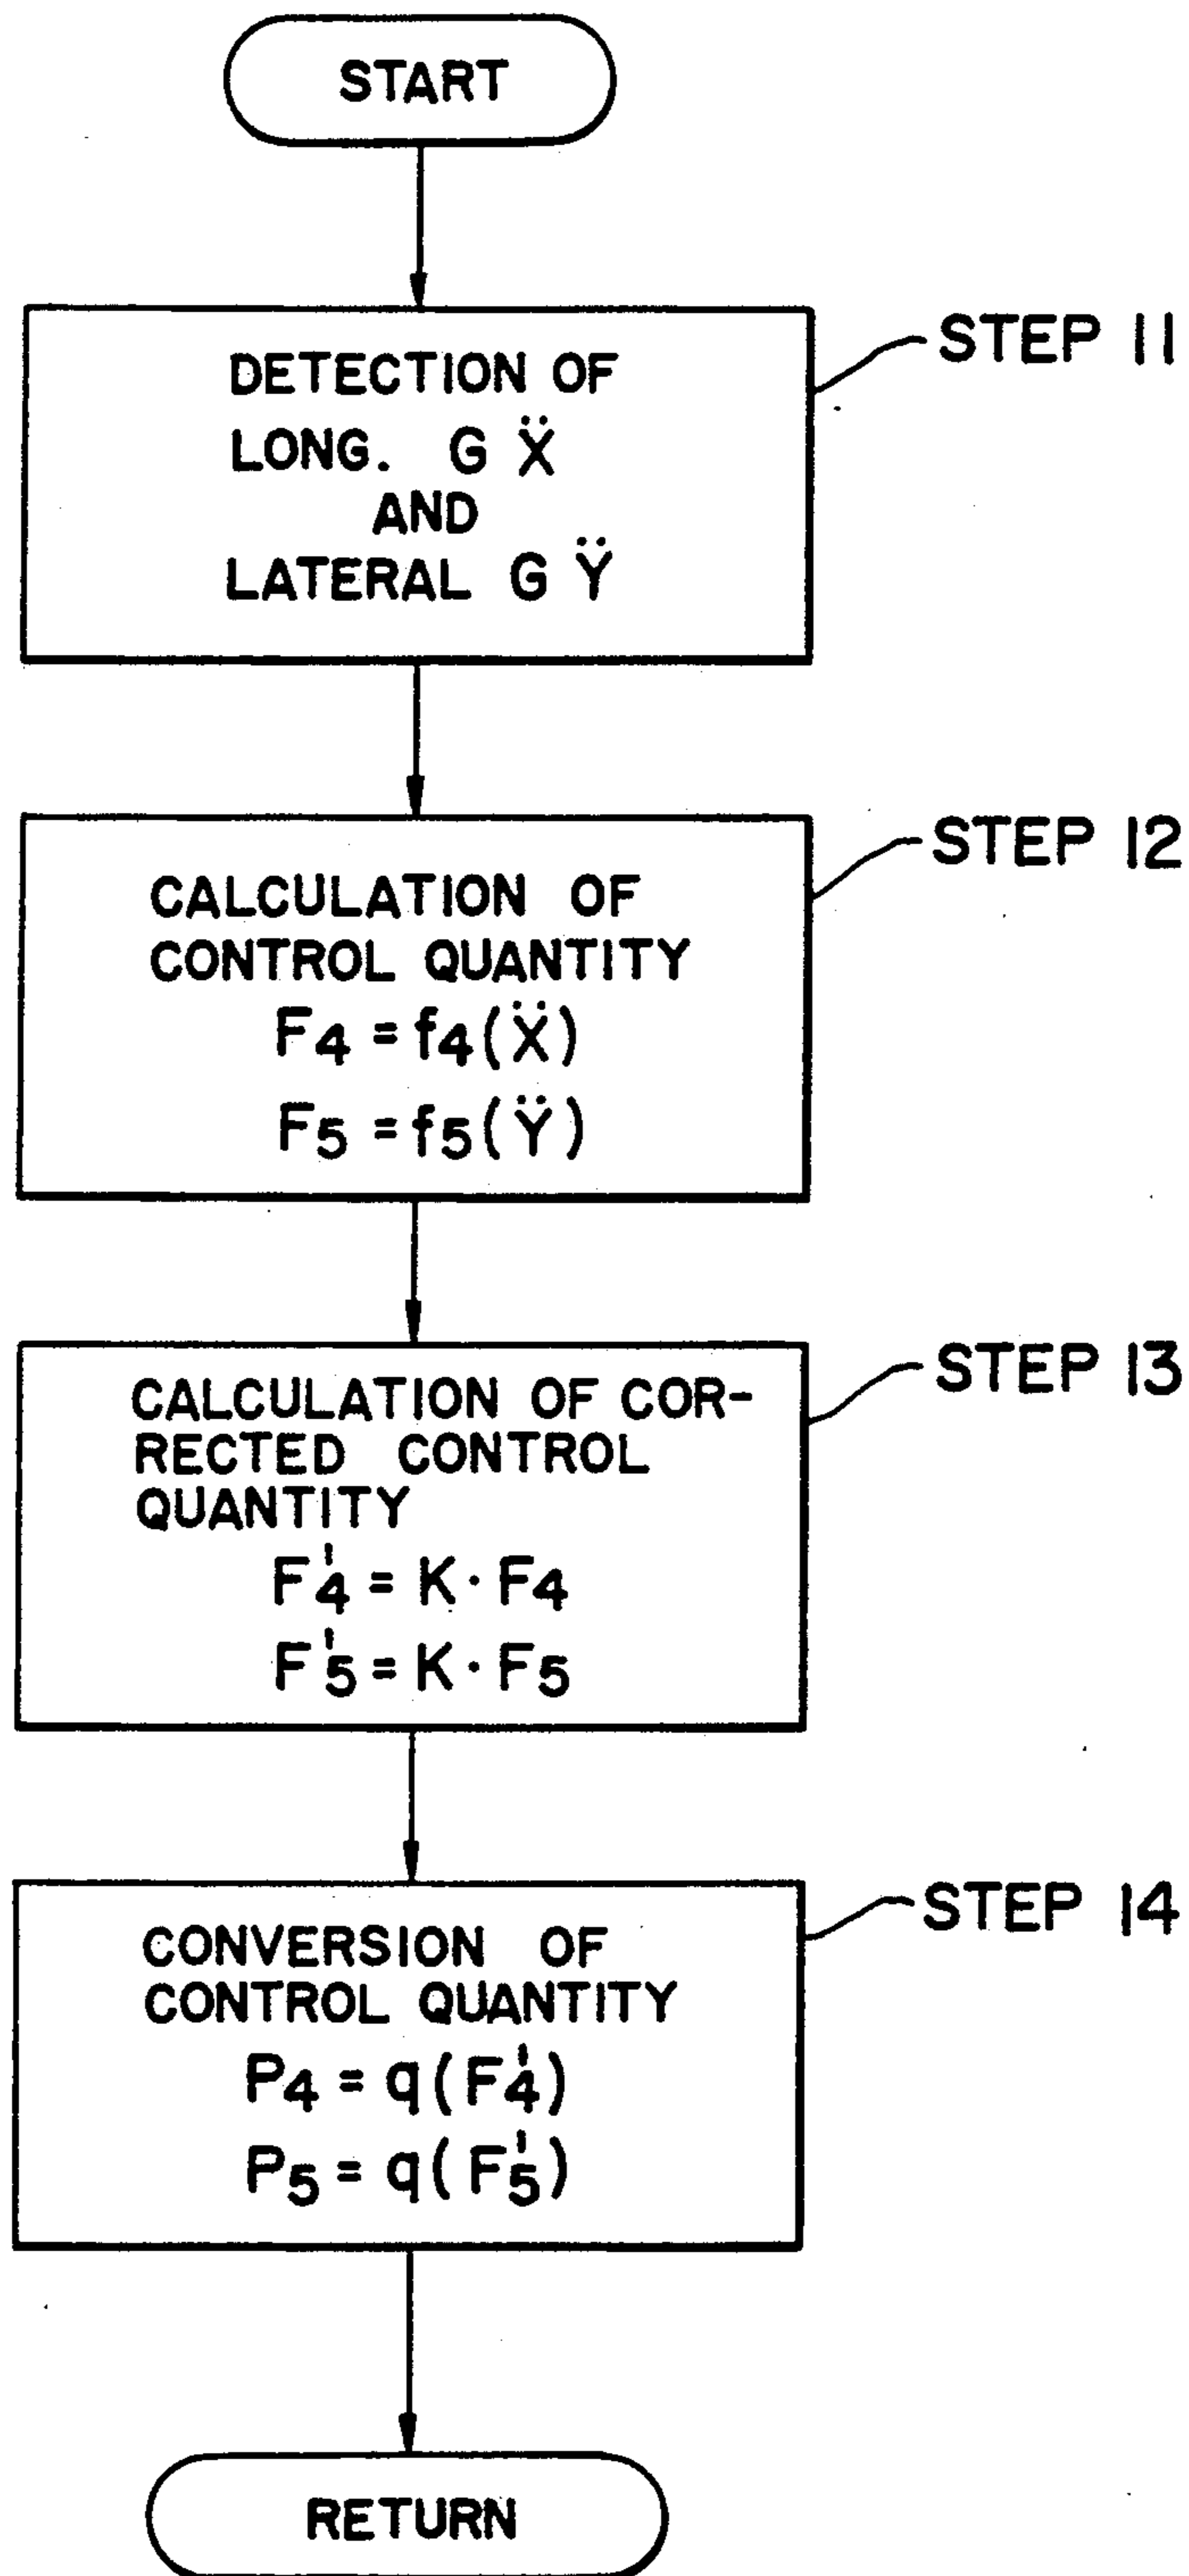 START
STEP 11
DETECTION OF
LONG. G Ẍ
AND
LATERAL G Ÿ
STEP 12
CALCULATION OF
CONTROL QUANTITY
F4 = f4(Ẍ)
F5 = f5(Ÿ)
STEP 13
CALCULATION OF COR-
RECTED CONTROL
QUANTITY
F'4 = K · F4
F'5 = K · F5
STEP 14
CONVERSION OF
CONTROL QUANTITY
P4 = q(F'4)
P5 = q(F'5)
RETURN